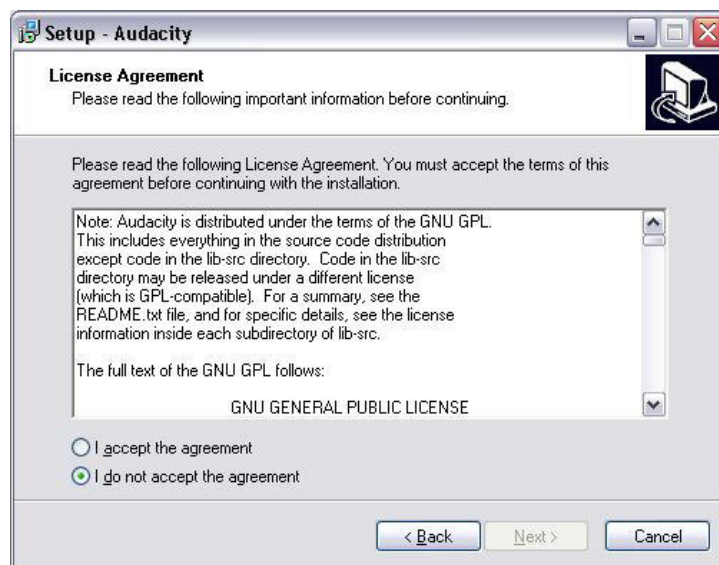 Setup - Audacity
License Agreement
Please read the following important information before continuing.
Please read the following License Agreement. You must accept the terms of this
agreement before continuing with the installation.
Note: Audacity is distributed under the terms of the GNU GPL.
This includes everything in the source code distribution
except code in the lib-src directory.  Code in the lib-src
directory may be released under a different license
(which is GPL-compatible).  For a summary, see the
README.txt file, and for specific details, see the license
information inside each subdirectory of lib-src.
The full text of the GNU GPL follows:
GNU GENERAL PUBLIC LICENSE
I accept the agreement
I do not accept the agreement
< Back
Next >
Cancel